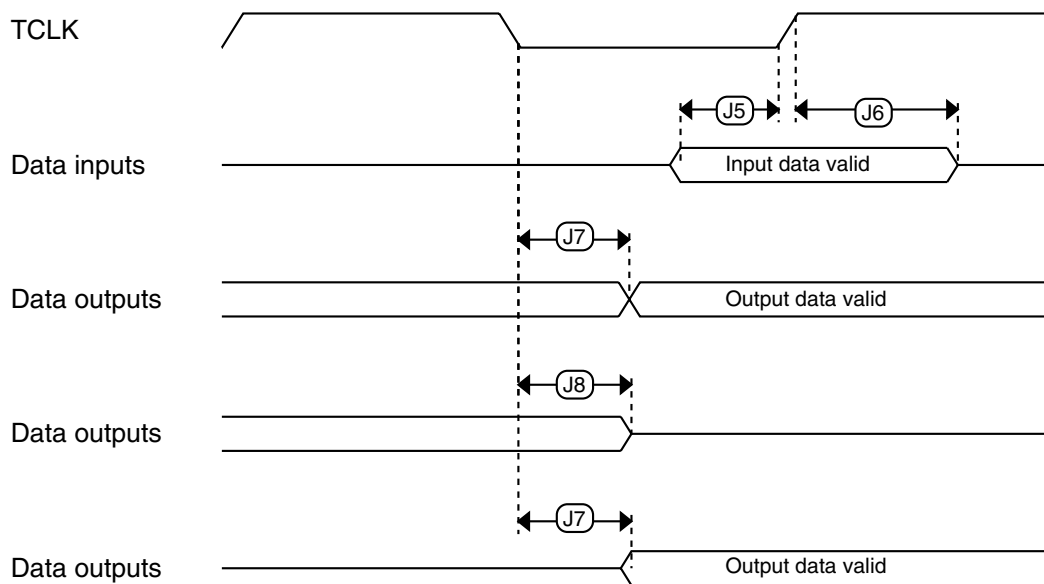 TCLK
J5
J6
Data inputs
Input data valid
J7
Data outputs
Output data valid
J8
Data outputs
J7
Data outputs
Output data valid